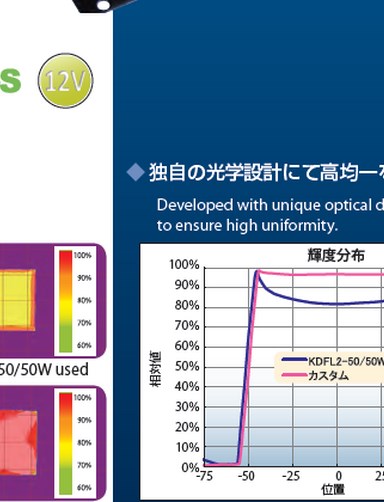 S
12V
独自の光学設計にて高均一
Developed with unique optical
to ensure high uniformity.
100%
90%
80%
70%
60%
50/50W used
100%
90%
80%
70%
60%
輝度分布
100%
90%
80%
70%
60%
50%
40%
30%
20%
10%
0%
相対値
KDFL2-50/50W
カスタム
-75 -50 -25 0 25
位置